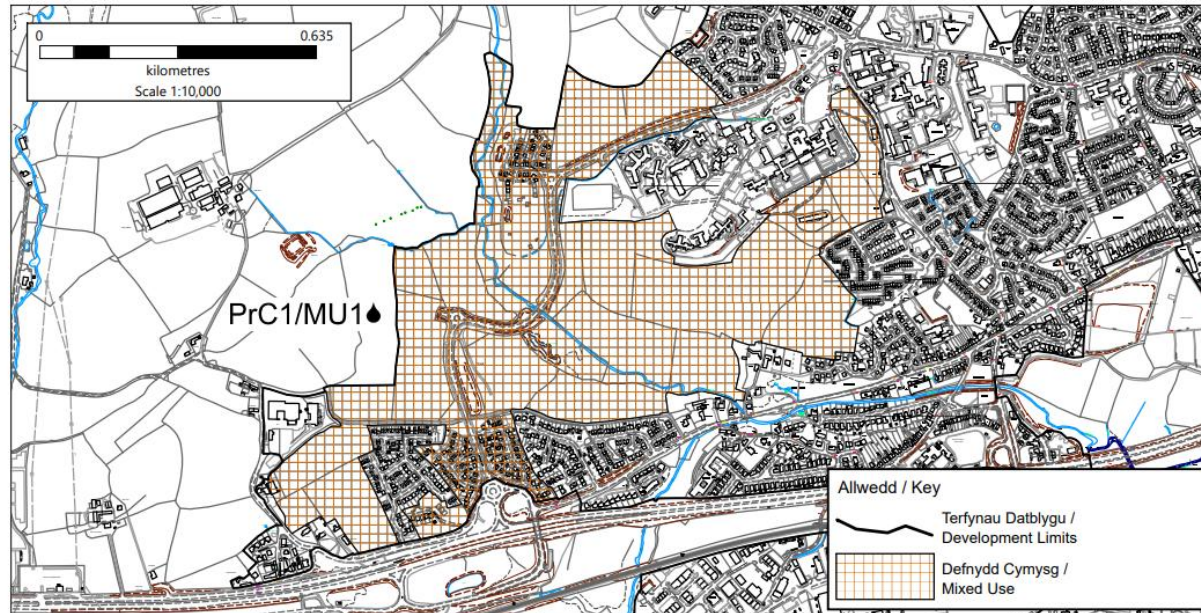 0 0.635
kilometres
Scale 1:10,000
PrC1/MU1
Allwedd / Key
Terfynau Datblygu /
Development Limits
Defnydd Cymysg /
Mixed Use